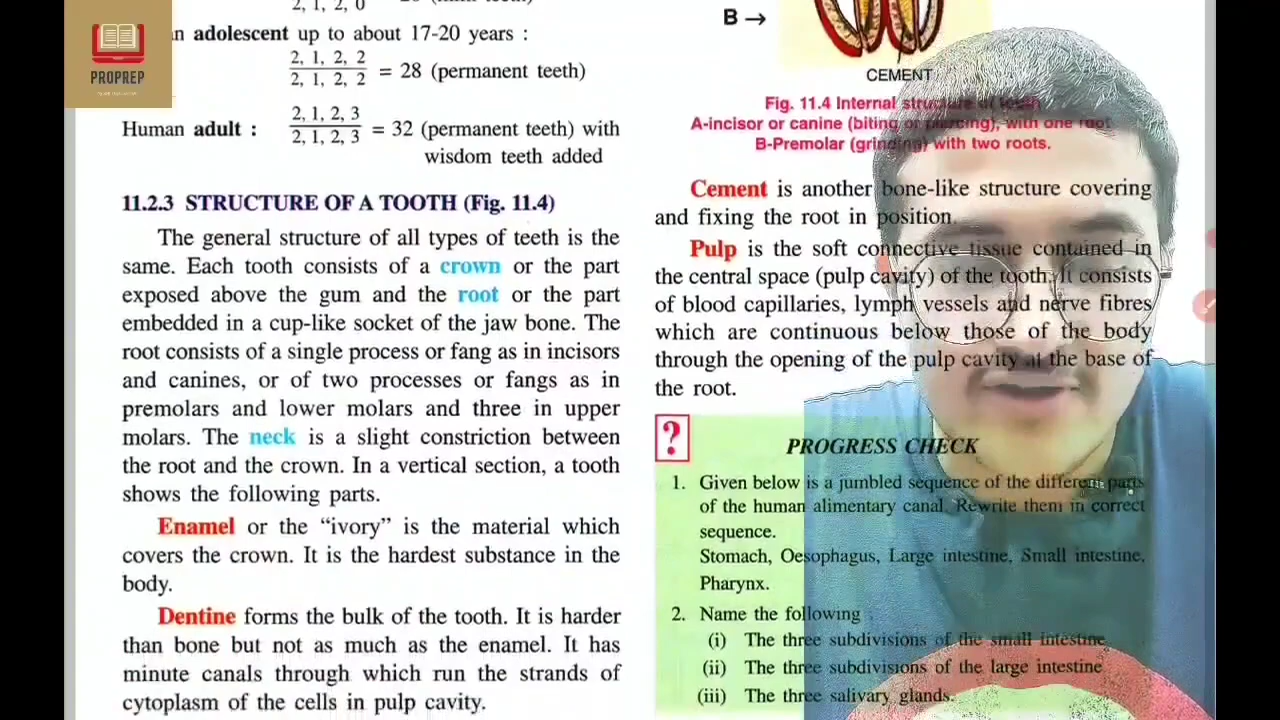 PROPREP
2, 1, 2, 0
n adolescent up to about 17-20 years :
2, 1, 2, 2
2, 1, 2, 2
= 28 (permanent teeth)
Human adult :
2, 1, 2, 3
2, 1, 2, 3
= 32 (permanent teeth) with
wisdom teeth added
11.2.3 STRUCTURE OF A TOOTH (Fig. 11.4)
The general structure of all types of teeth is the
same. Each tooth consists of a crown or the part
exposed above the gum and the root or the part
embedded in a cup-like socket of the jaw bone. The
root consists of a single process or fang as in incisors
and canines, or of two processes or fangs as in
premolars and lower molars and three in upper
molars. The neck is a slight constriction between
the root and the crown. In a vertical section, a tooth
shows the following parts.
Enamel or the “ivory” is the material which
covers the crown. It is the hardest substance in the
body.
Dentine forms the bulk of the tooth. It is harder
than bone but not as much as the enamel. It has
minute canals through which run the strands of
cytoplasm of the cells in pulp cavity.
B →
CEMENT
Fig. 11.4 Internal structure of tooth
A-incisor or canine (biting or piercing), with one root
B-Premolar (grinding) with two roots.
Cement is another bone-like structure covering
and fixing the root in position.
Pulp is the soft connective tissue contained in
the central space (pulp cavity) of the tooth. It consists
of blood capillaries, lymph vessels and nerve fibres
which are continuous below those of the body
through the opening of the pulp cavity at the base of
the root.
?
PROGRESS CHECK
1. Given below is a jumbled sequence of the different parts
of the human alimentary canal. Rewrite them in correct
sequence.
Stomach, Oesophagus, Large intestine, Small intestine,
Pharynx.
2. Name the following
(i) The three subdivisions of the small intestine
(ii) The three subdivisions of the large intestine
(iii) The three salivary glands.